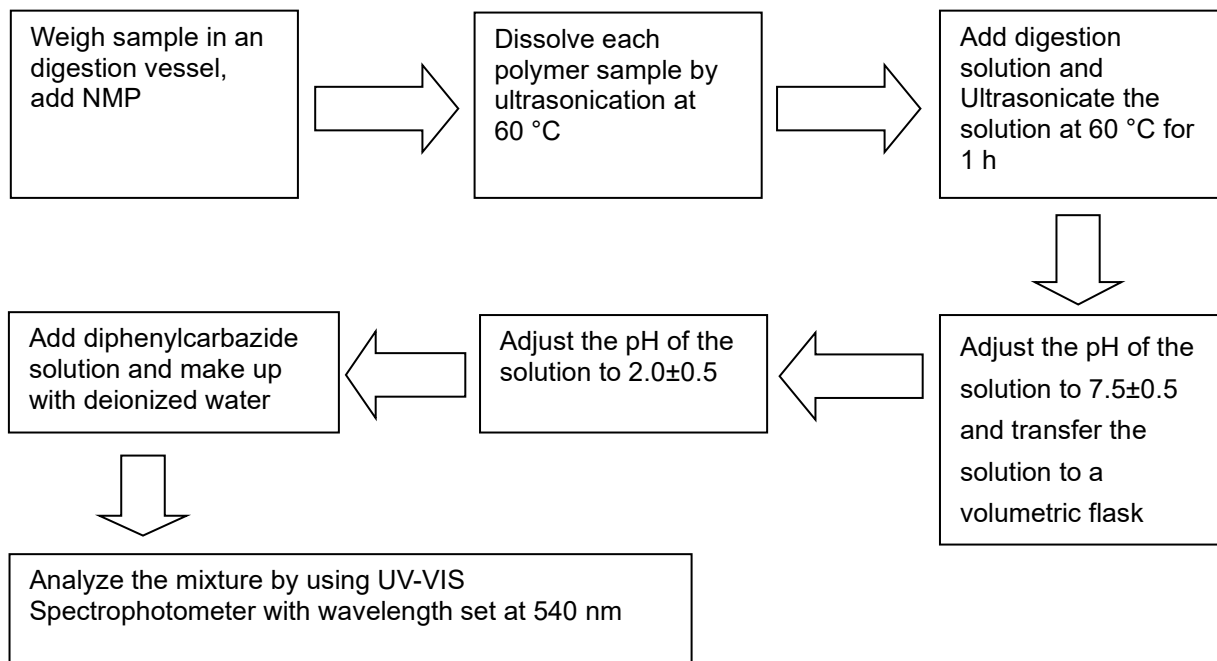 Weigh sample in an
digestion vessel,
add NMP
Dissolve each
polymer sample by
ultrasonication at
60 °C
Add digestion
solution and
Ultrasonicate the
solution at 60 °C for
1 h
Adjust the pH of the
solution to 7.5±0.5
and transfer the
solution to a
volumetric flask
Adjust the pH of the
solution to 2.0±0.5
Add diphenylcarbazide
solution and make up
with deionized water
Analyze the mixture by using UV-VIS
Spectrophotometer with wavelength set at 540 nm